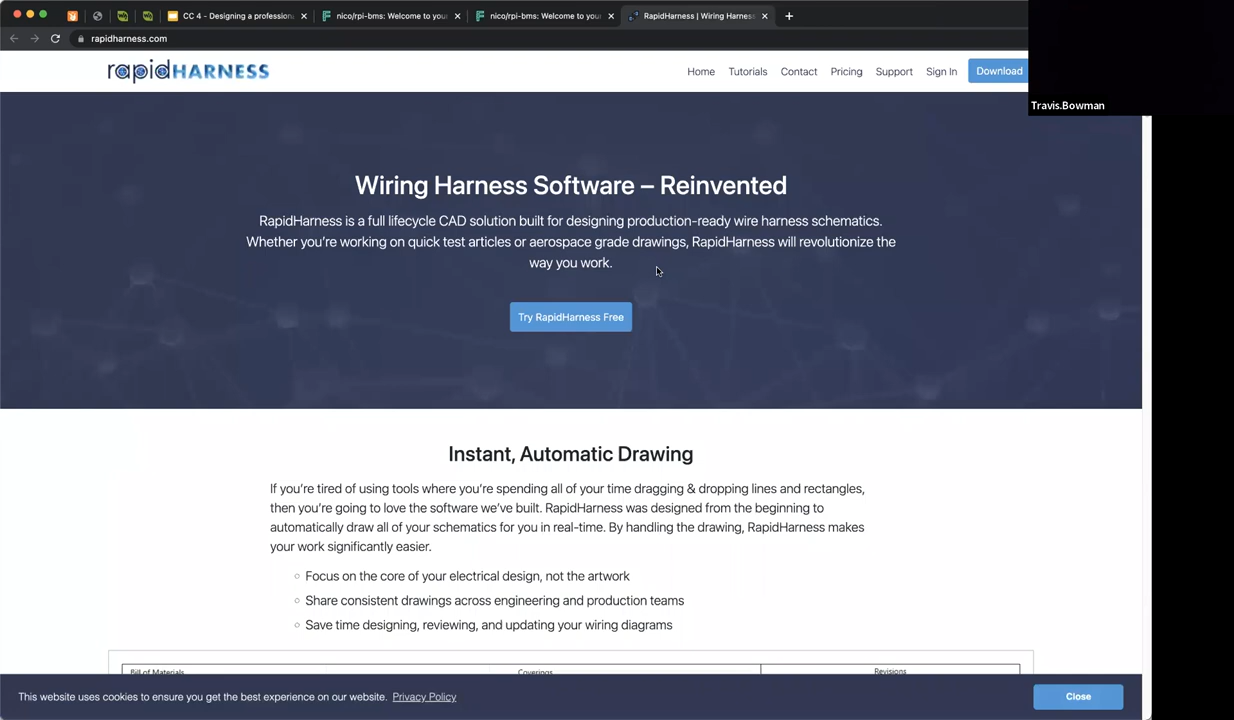 CC 4 - Designing a profession
nico/rpi-bms: Welcome to your
nico/rpi-bms: Welcome to your
RapidHarness | Wiring Harness
rapidharness.com
rapidHARNESS
Home
Tutorials
Contact
Pricing
Support
Sign In
Download
Travis.Bowman
Wiring Harness Software – Reinvented
RapidHarness is a full lifecycle CAD solution built for designing production-ready wire harness schematics.
Whether you're working on quick test articles or aerospace grade drawings, RapidHarness will revolutionize the
way you work.
Try RapidHarness Free
Instant, Automatic Drawing
If you're tired of using tools where you're spending all of your time dragging & dropping lines and rectangles,
then you're going to love the software we've built. RapidHarness was designed from the beginning to
automatically draw all of your schematics for you in real-time. By handling the drawing, RapidHarness makes
your work significantly easier.
Focus on the core of your electrical design, not the artwork
Share consistent drawings across engineering and production teams
Save time designing, reviewing, and updating your wiring diagrams
Bill of Materials
Coverings
Revisions
This website uses cookies to ensure you get the best experience on our website. Privacy Policy
Close